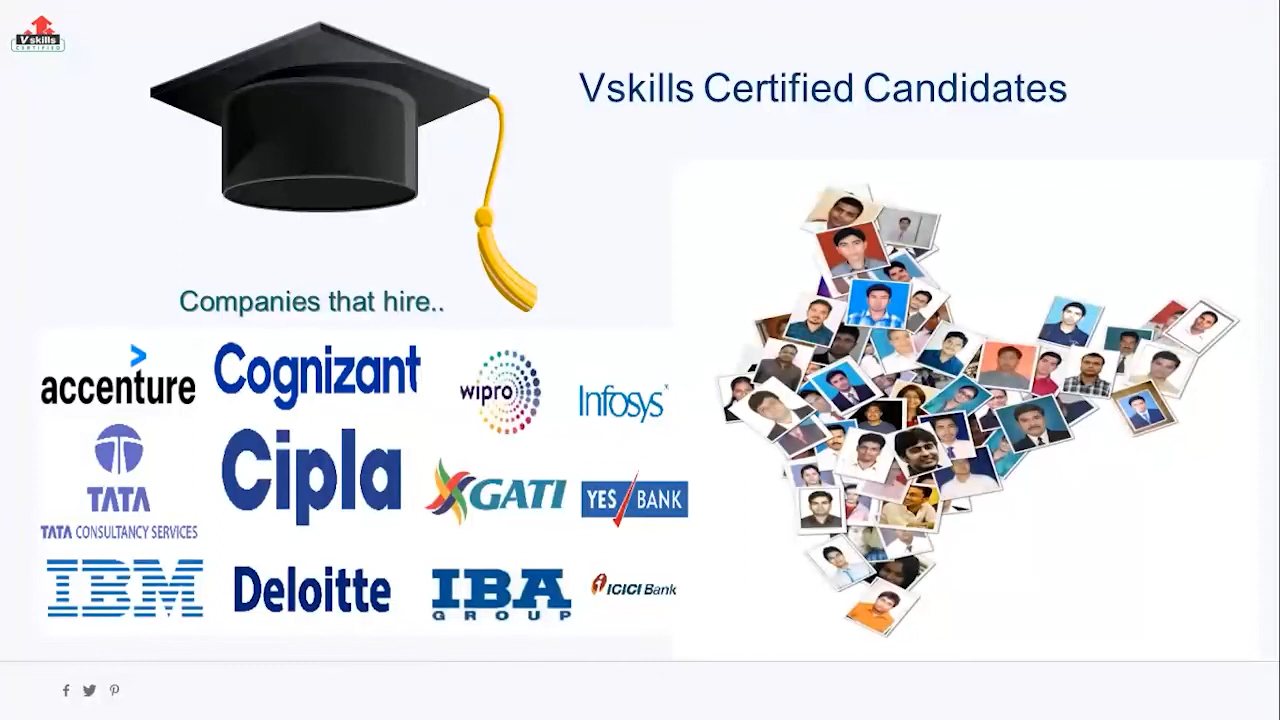 Vskills
CERTIFIED
Vskills Certified Candidates
Companies that hire..
accenture
Cognizant
wipro
Infosys
TATA
TATA CONSULTANCY SERVICES
Cipla
GATI
YES BANK
IBM
Deloitte
IBA
GROUP
ICICI Bank